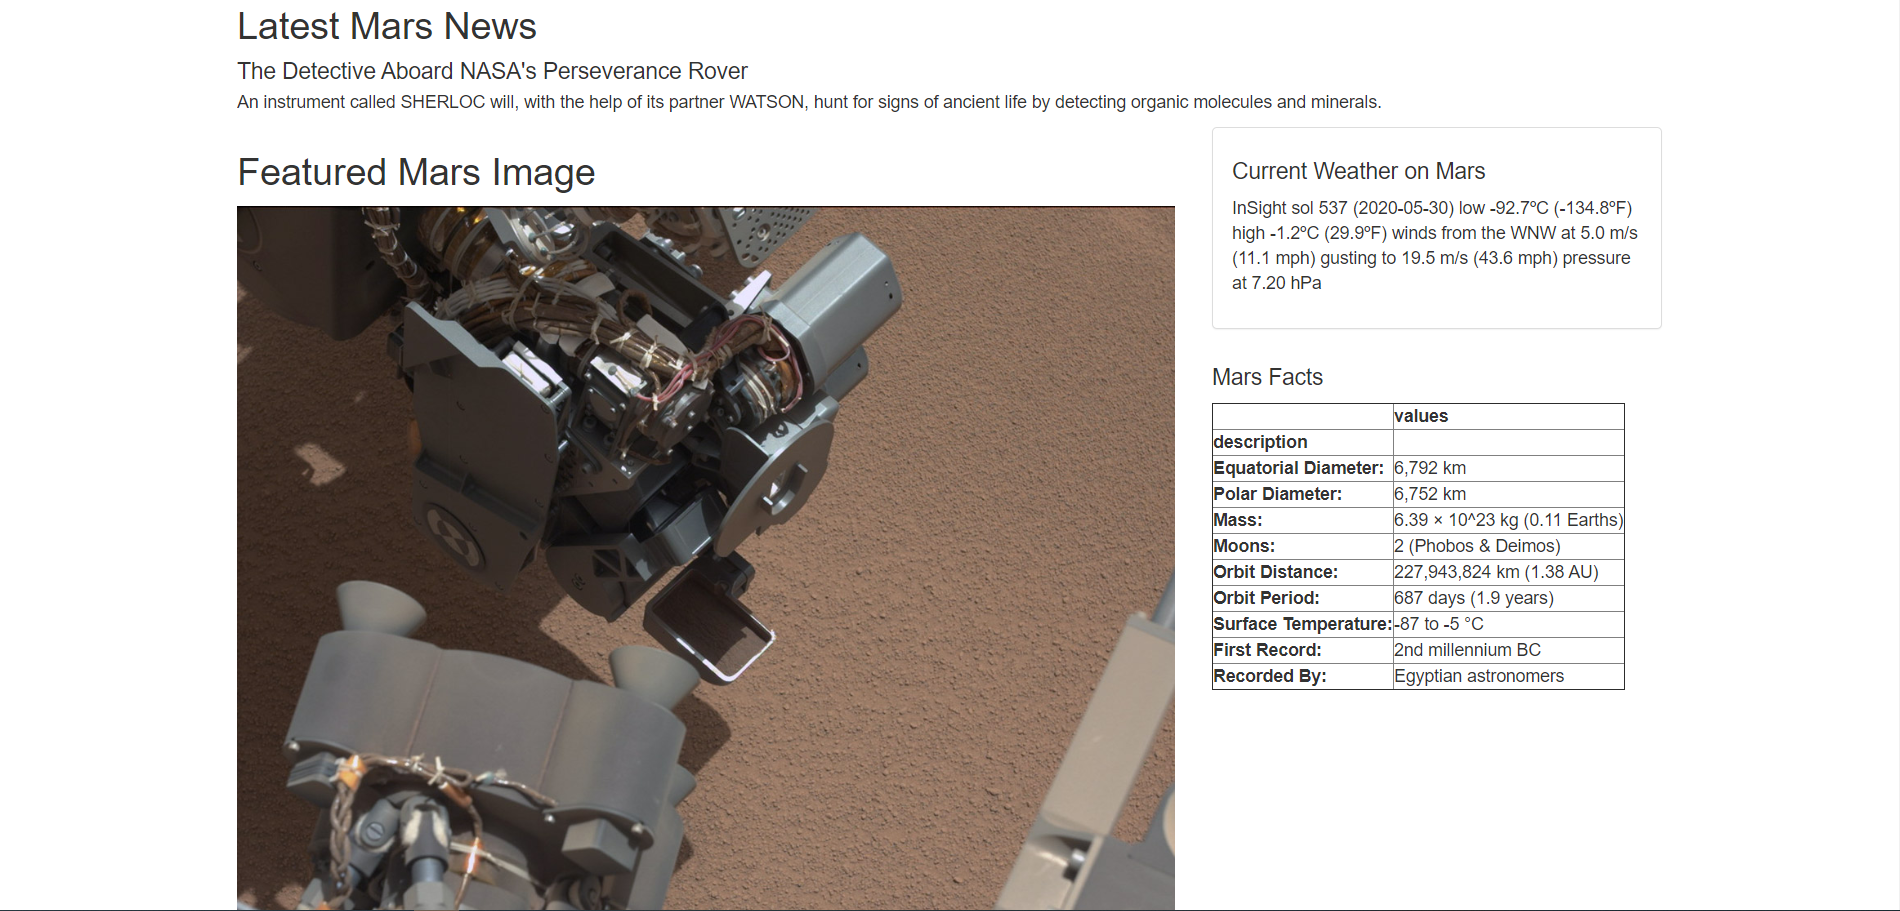 Latest Mars News
The Detective Aboard NASA's Perseverance Rover
An instrument called SHERLOC will, with the help of its partner WATSON, hunt for signs of ancient life by detecting organic molecules and minerals.
Featured Mars Image
Current Weather on Mars
InSight sol 537 (2020-05-30) low -92.7ºC (-134.8ºF)
high -1.2ºC (29.9ºF) winds from the WNW at 5.0 m/s
(11.1 mph) gusting to 19.5 m/s (43.6 mph) pressure
at 7.20 hPa
Mars Facts
values
description
Equatorial Diameter: 6,792 km
Polar Diameter: 6,752 km
Mass: 6.39 × 10^23 kg (0.11 Earths)
Moons: 2 (Phobos & Deimos)
Orbit Distance: 227,943,824 km (1.38 AU)
Orbit Period: 687 days (1.9 years)
Surface Temperature: -87 to -5 °C
First Record: 2nd millennium BC
Recorded By: Egyptian astronomers